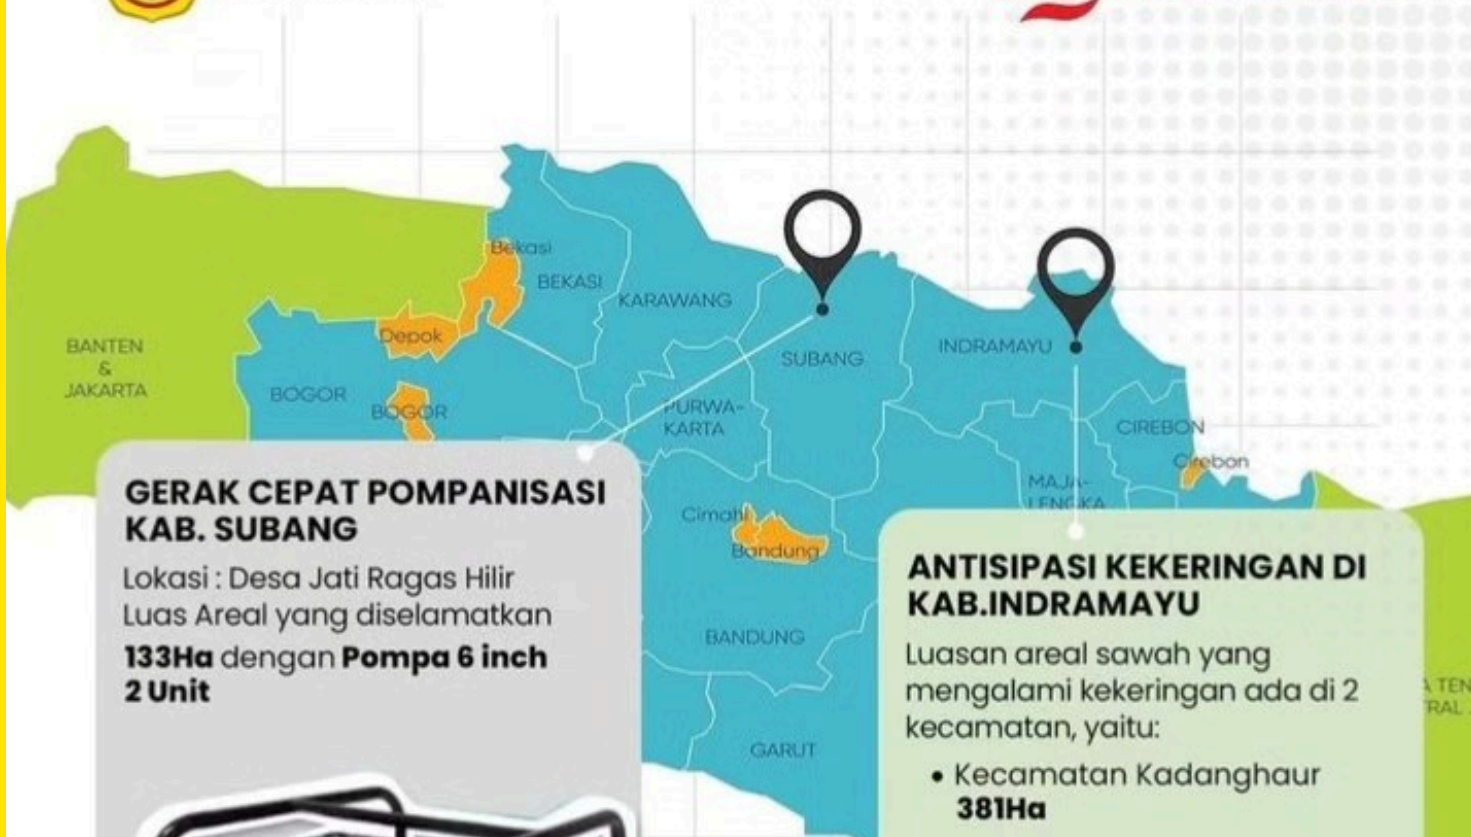 Bekasi
BEKASI
KARAWANG
Depok
BANTEN
&
JAKARTA
BOGOR
BOGOR
SUBANG
INDRAMAYU
PURWA-
KARTA
CIREBON
Cirebon
MAJA-
LENGKA
Cimahi
Bandung
BANDUNG
GARUT
GERAK CEPAT POMPANISASI
KAB. SUBANG
Lokasi : Desa Jati Ragas Hilir
Luas Areal yang diselamatkan
133Ha dengan Pompa 6 inch
2 Unit
ANTISIPASI KEKERINGAN DI
KAB.INDRAMAYU
Luasan areal sawah yang
mengalami kekeringan ada di 2
kecamatan, yaitu:
• Kecamatan Kadanghaur
381Ha